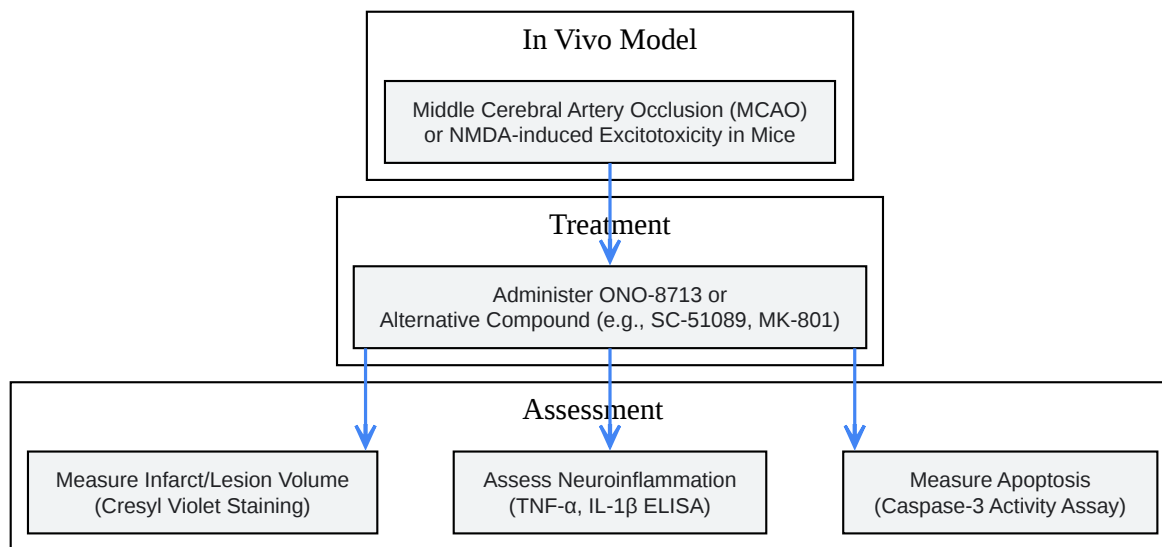 In Vivo Model
Middle Cerebral Artery Occlusion (MCAO)
or NMDA-induced Excitotoxicity in Mice
Treatment
Administer ONO-8713 or
Alternative Compound (e.g., SC-51089, MK-801)
Assessment
Measure Infarct/Lesion Volume
(Cresyl Violet Staining)
Assess Neuroinflammation
(TNF-α, IL-1β ELISA)
Measure Apoptosis
(Caspase-3 Activity Assay)